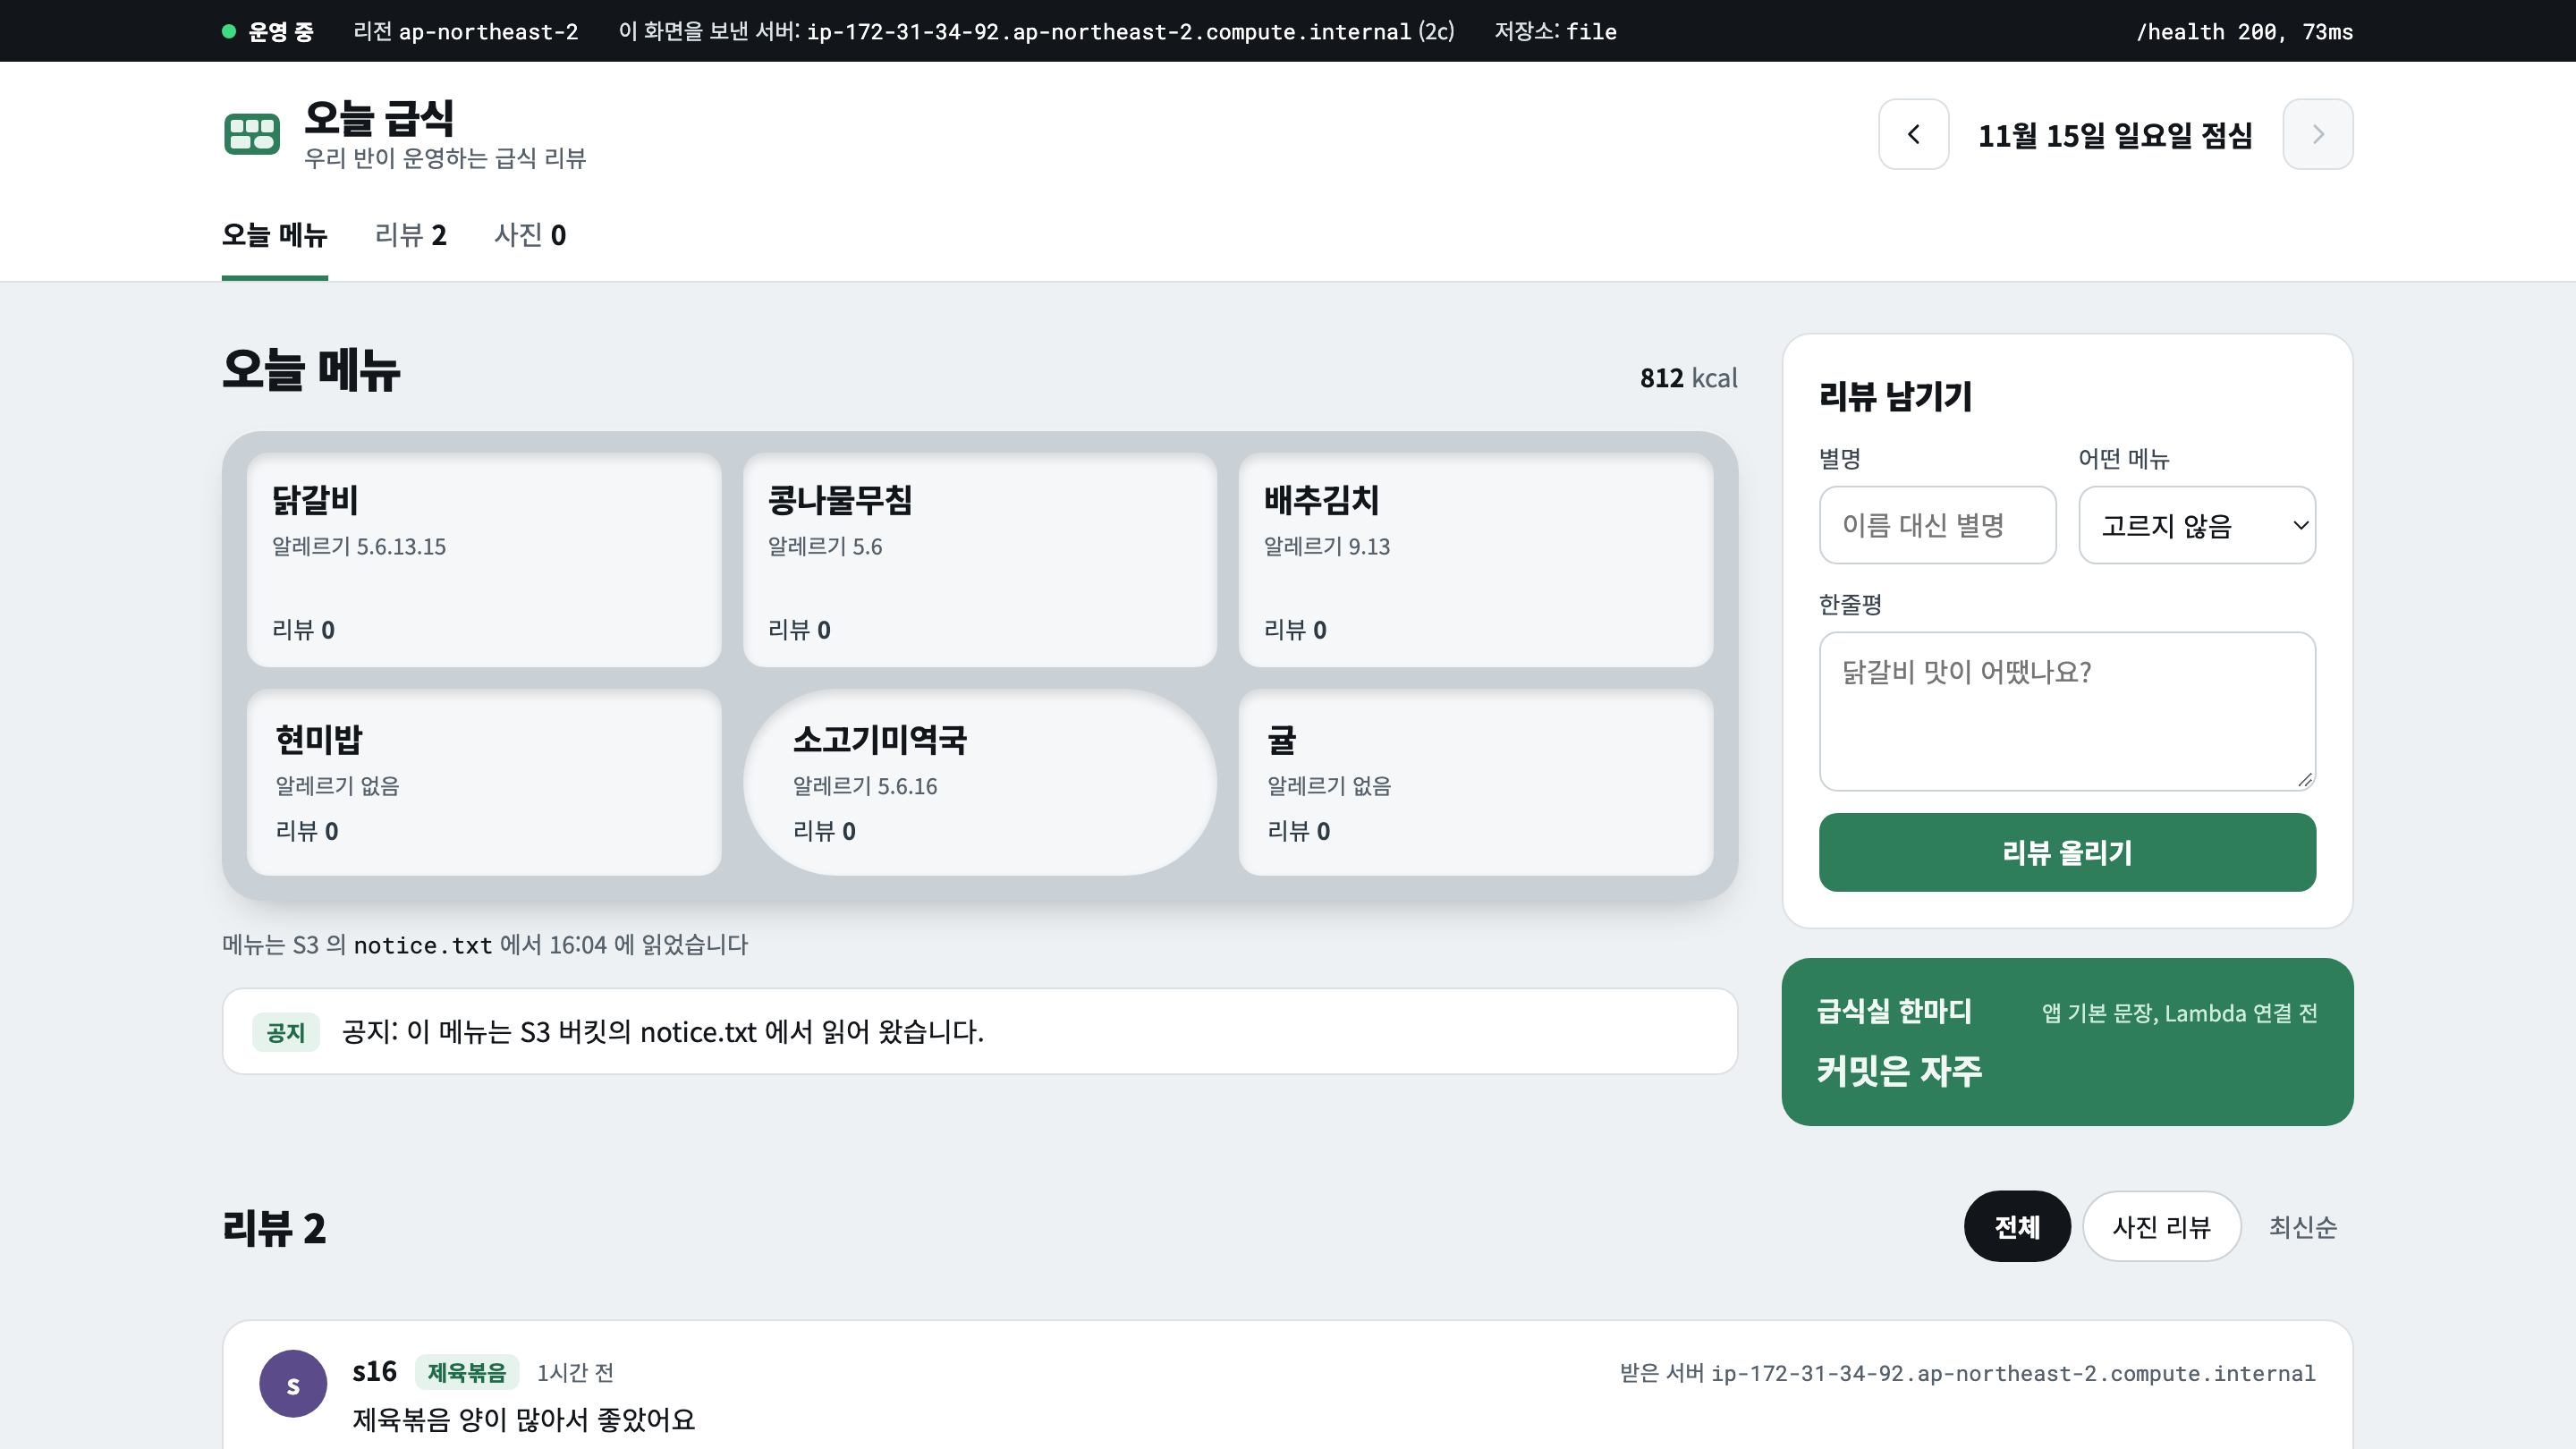 운영 중 리전 ap-northeast-2 이 화면을 보낸 서버: ip-172-31-34-92.ap-northeast-2.compute.internal (2c) 저장소: file /health 200, 73ms
오늘 급식
우리 반이 운영하는 급식 리뷰
11월 15일 일요일 점심
오늘 메뉴 리뷰 2 사진 0
오늘 메뉴
812 kcal
닭갈비
알레르기 5.6.13.15
리뷰 0
콩나물무침
알레르기 5.6
리뷰 0
배추김치
알레르기 9.13
리뷰 0
현미밥
알레르기 없음
리뷰 0
소고기미역국
알레르기 5.6.16
리뷰 0
귤
알레르기 없음
리뷰 0
메뉴는 S3 의 notice.txt 에서 16:04 에 읽었습니다
공지 공지: 이 메뉴는 S3 버킷의 notice.txt 에서 읽어 왔습니다.
리뷰 남기기
별명 어떤 메뉴
이름 대신 별명 고르지 않음
한줄평
닭갈비 맛이 어땠나요?
리뷰 올리기
급식실 한마디 앱 기본 문장, Lambda 연결 전
커밋은 자주
리뷰 2
전체 사진 리뷰 최신순
s s16 제육볶음 1시간 전 받은 서버 ip-172-31-34-92.ap-northeast-2.compute.internal
제육볶음 양이 많아서 좋았어요